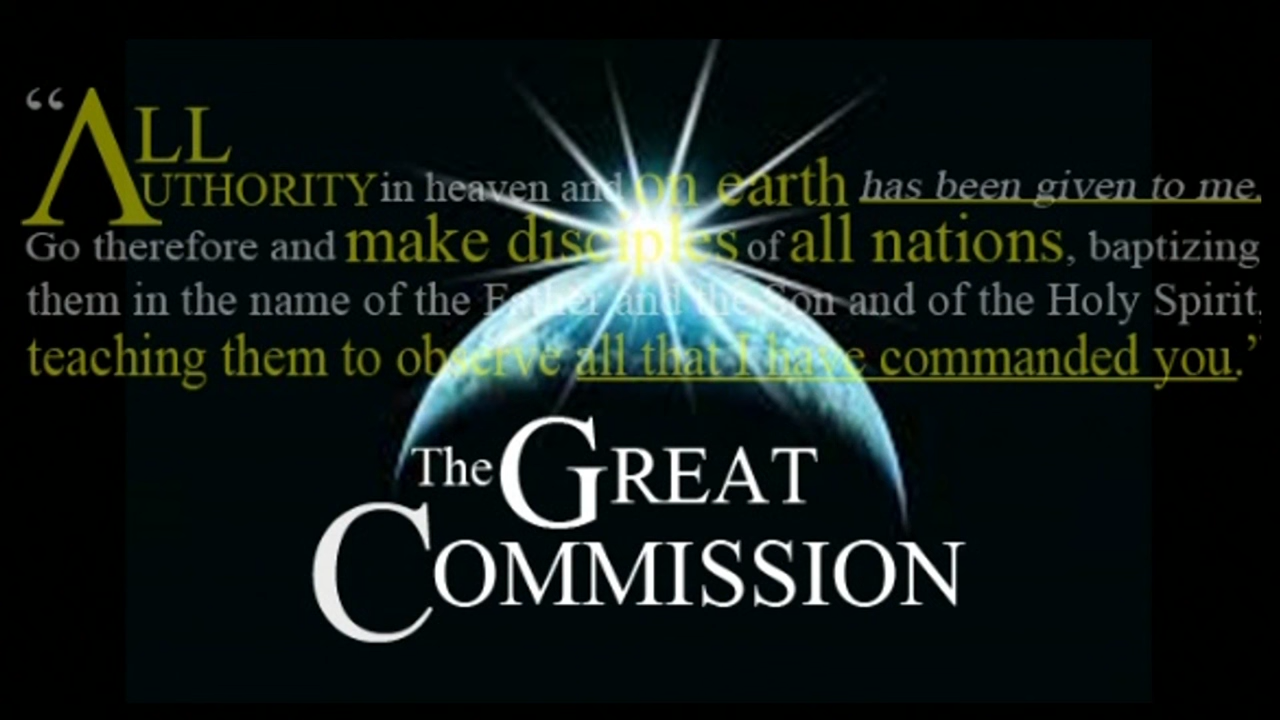 “ALL
AUTHORITY in heaven and on earth has been given to me.
Go therefore and make disciples of all nations, baptizing
them in the name of the Father and the Son and of the Holy Spirit,
teaching them to observe all that I have commanded you.”
The GREAT
COMMISSION